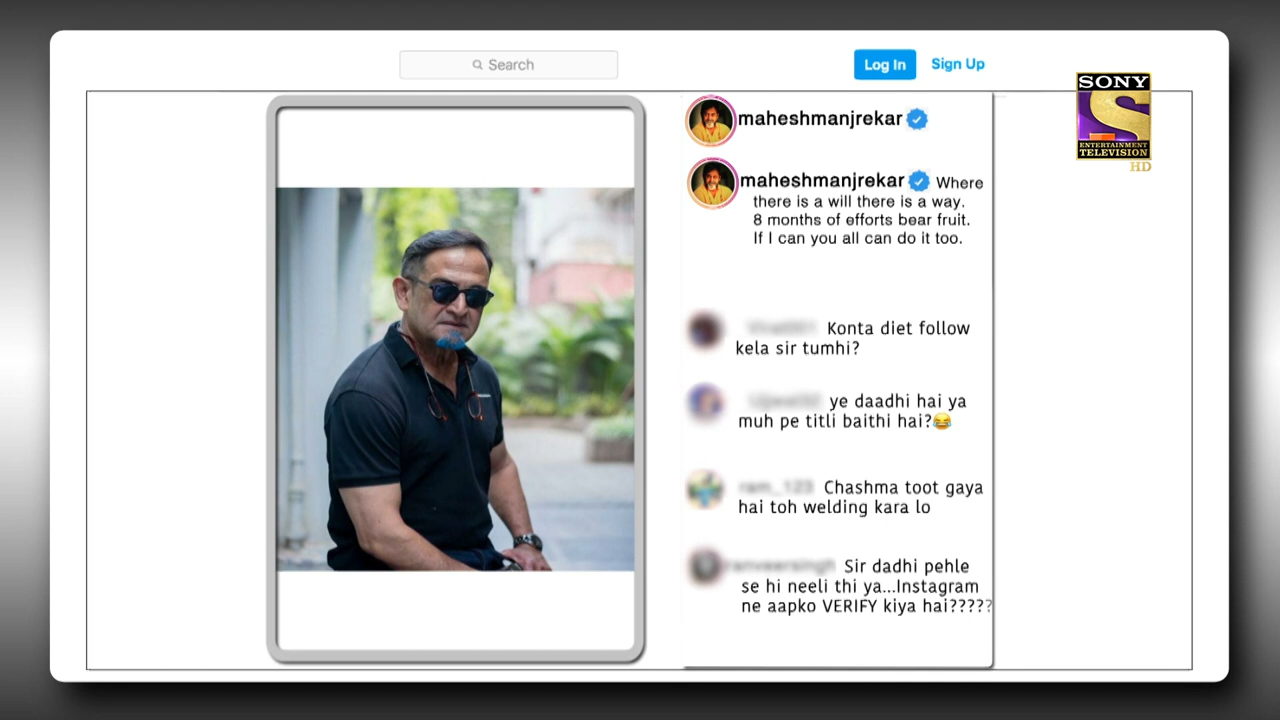 Search
Log In
Sign Up
SONY
ENTERTAINMENT
TELEVISION
HD
maheshmanjrekar
maheshmanjrekar Where
there is a will there is a way.
8 months of efforts bear fruit.
If I can you all can do it too.
Konta diet follow
kela sir tumhi?
ye daadhi hai ya
muh pe titli baithi hai?😂
ram_123 Chashma toot gaya
hai toh welding kara lo
ranveersingh Sir dadhi pehle
se hi neeli thi ya...Instagram
ne aapko VERIFY kiya hai?????